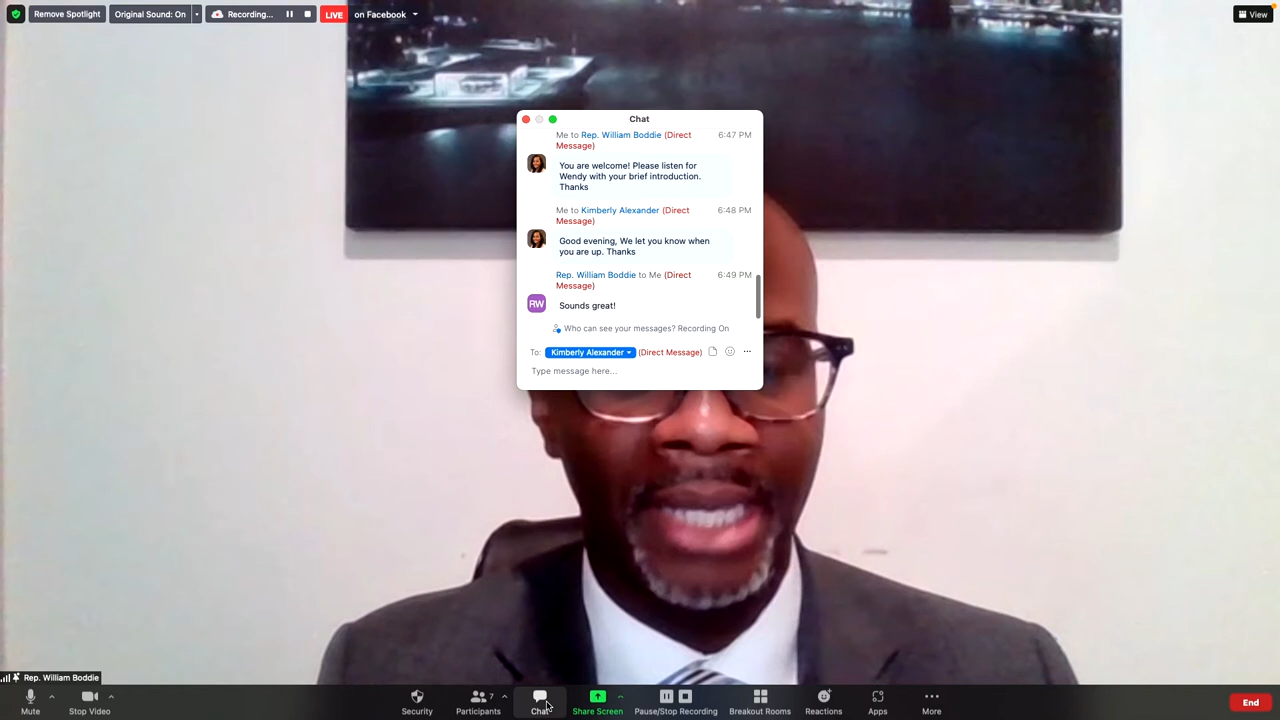 Remove Spotlight
Original Sound: On
Recording...
LIVE
on Facebook
View
Chat
Me to Rep. William Boddie (Direct
Message)
6:47 PM
You are welcome! Please listen for
Wendy with your brief introduction.
Thanks
Me to Kimberly Alexander (Direct
Message)
6:48 PM
Good evening, We let you know when
you are up. Thanks
Rep. William Boddie to Me (Direct
Message)
6:49 PM
RW
Sounds great!
Who can see your messages? Recording On
To: Kimberly Alexander (Direct Message)
Type message here...
Rep. William Boddie
Mute
Stop Video
Security
Participants
7
Chat
Share Screen
Pause/Stop Recording
Breakout Rooms
Reactions
Apps
More
End